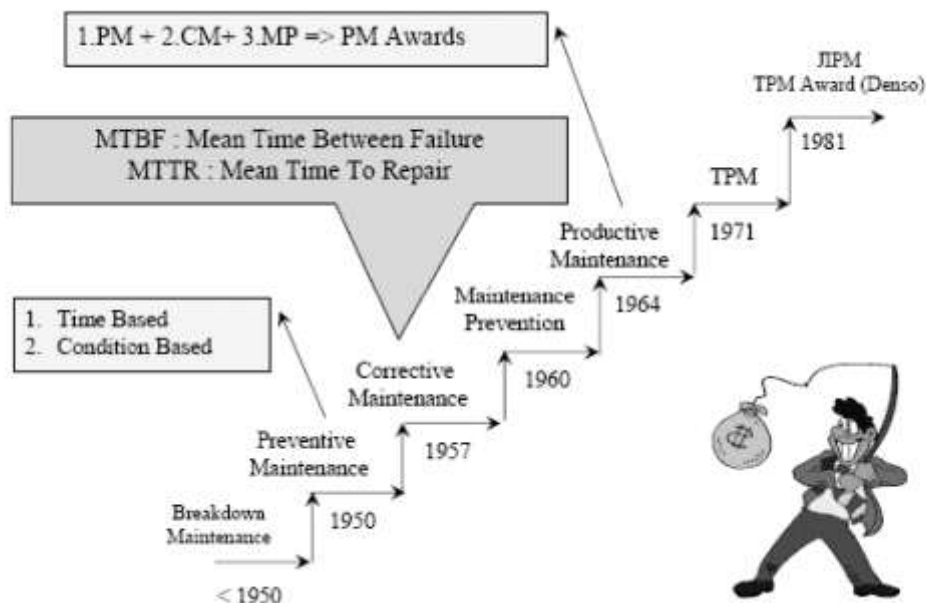 1.PM + 2.CM+ 3.MP => PM Awards
JIPM
TPM Award (Denso)
1981
MTBF : Mean Time Between Failure
MTTR : Mean Time To Repair
TPM
1971
Productive
Maintenance
1964
Maintenance
Prevention
1960
1. Time Based
2. Condition Based
Corrective
Maintenance
1957
Preventive
Maintenance
1950
Breakdown
Maintenance
< 1950